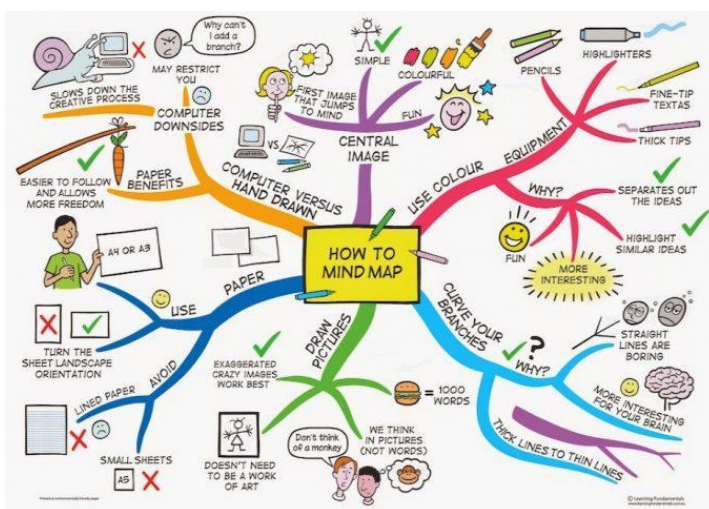 HOW TO
MIND MAP
CENTRAL
IMAGE
FIRST IMAGE
THAT JUMPS
TO MIND
SIMPLE
COLOURFUL
FUN
USE COLOUR
EQUIPMENT
PENCILS
HIGHLIGHTERS
FINE-TIP
TEXTAS
THICK TIPS
WHY?
SEPARATES OUT
THE IDEAS
HIGHLIGHT
SIMILAR IDEAS
MORE
INTERESTING
FUN
CURVE YOUR
BRANCHES
?
WHY?
STRAIGHT
LINES ARE
BORING
MORE INTERESTING
FOR YOUR BRAIN
THICK LINES TO THIN LINES
DRAW
PICTURES
= 1000
WORDS
WE THINK
IN PICTURES
(NOT WORDS)
Don't think
of a monkey
DOESN'T NEED
TO BE A WORK
OF ART
EXAGGERATED
CRAZY IMAGES
WORK BEST
PAPER
USE
A4 OR A3
TURN THE
SHEET LANDSCAPE
ORIENTATION
AVOID
LINED PAPER
SMALL SHEETS
A5
COMPUTER VERSUS
HAND DRAWN
VS
PAPER
BENEFITS
EASIER TO FOLLOW
AND ALLOWS
MORE FREEDOM
COMPUTER
DOWNSIDES
SLOWS DOWN THE
CREATIVE PROCESS
MAY RESTRICT
YOU
Why can't
I add a
branch?
© Learning Fundamentals
www.learningfundamentals.com.au